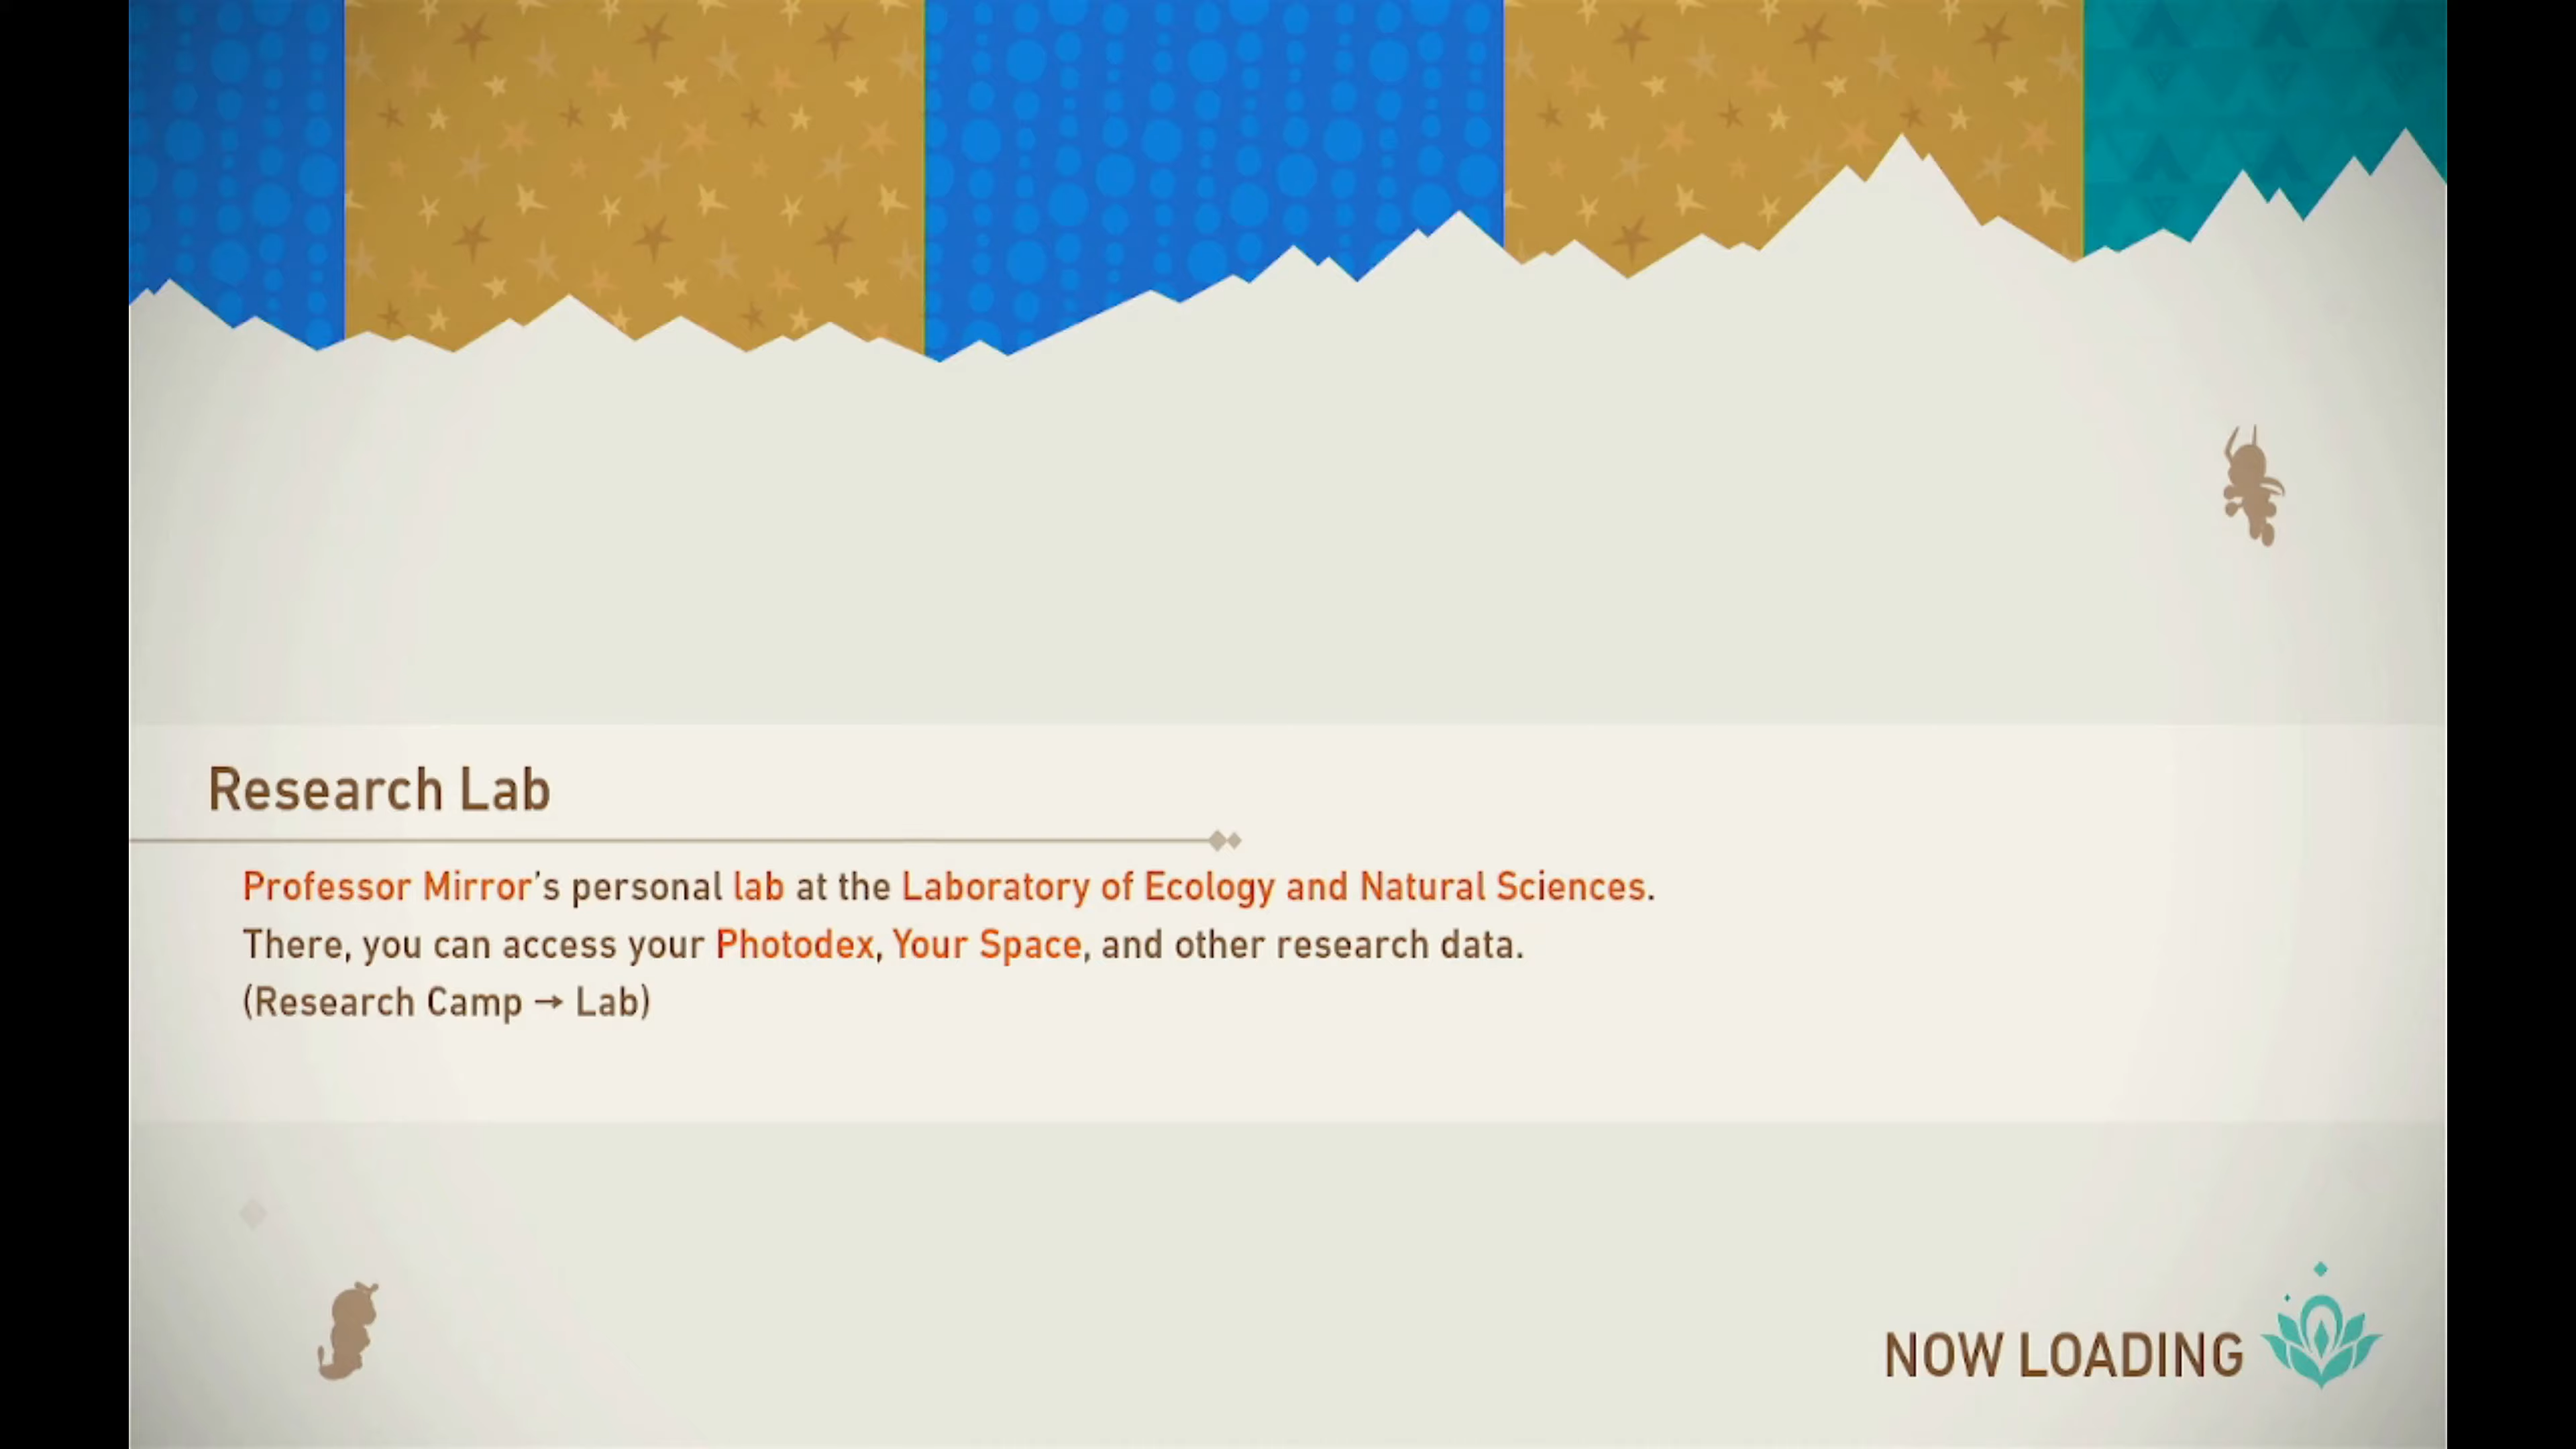 Research Lab
Professor Mirror's personal lab at the Laboratory of Ecology and Natural Sciences.
There, you can access your Photodex, Your Space, and other research data.
(Research Camp → Lab)
NOW LOADING